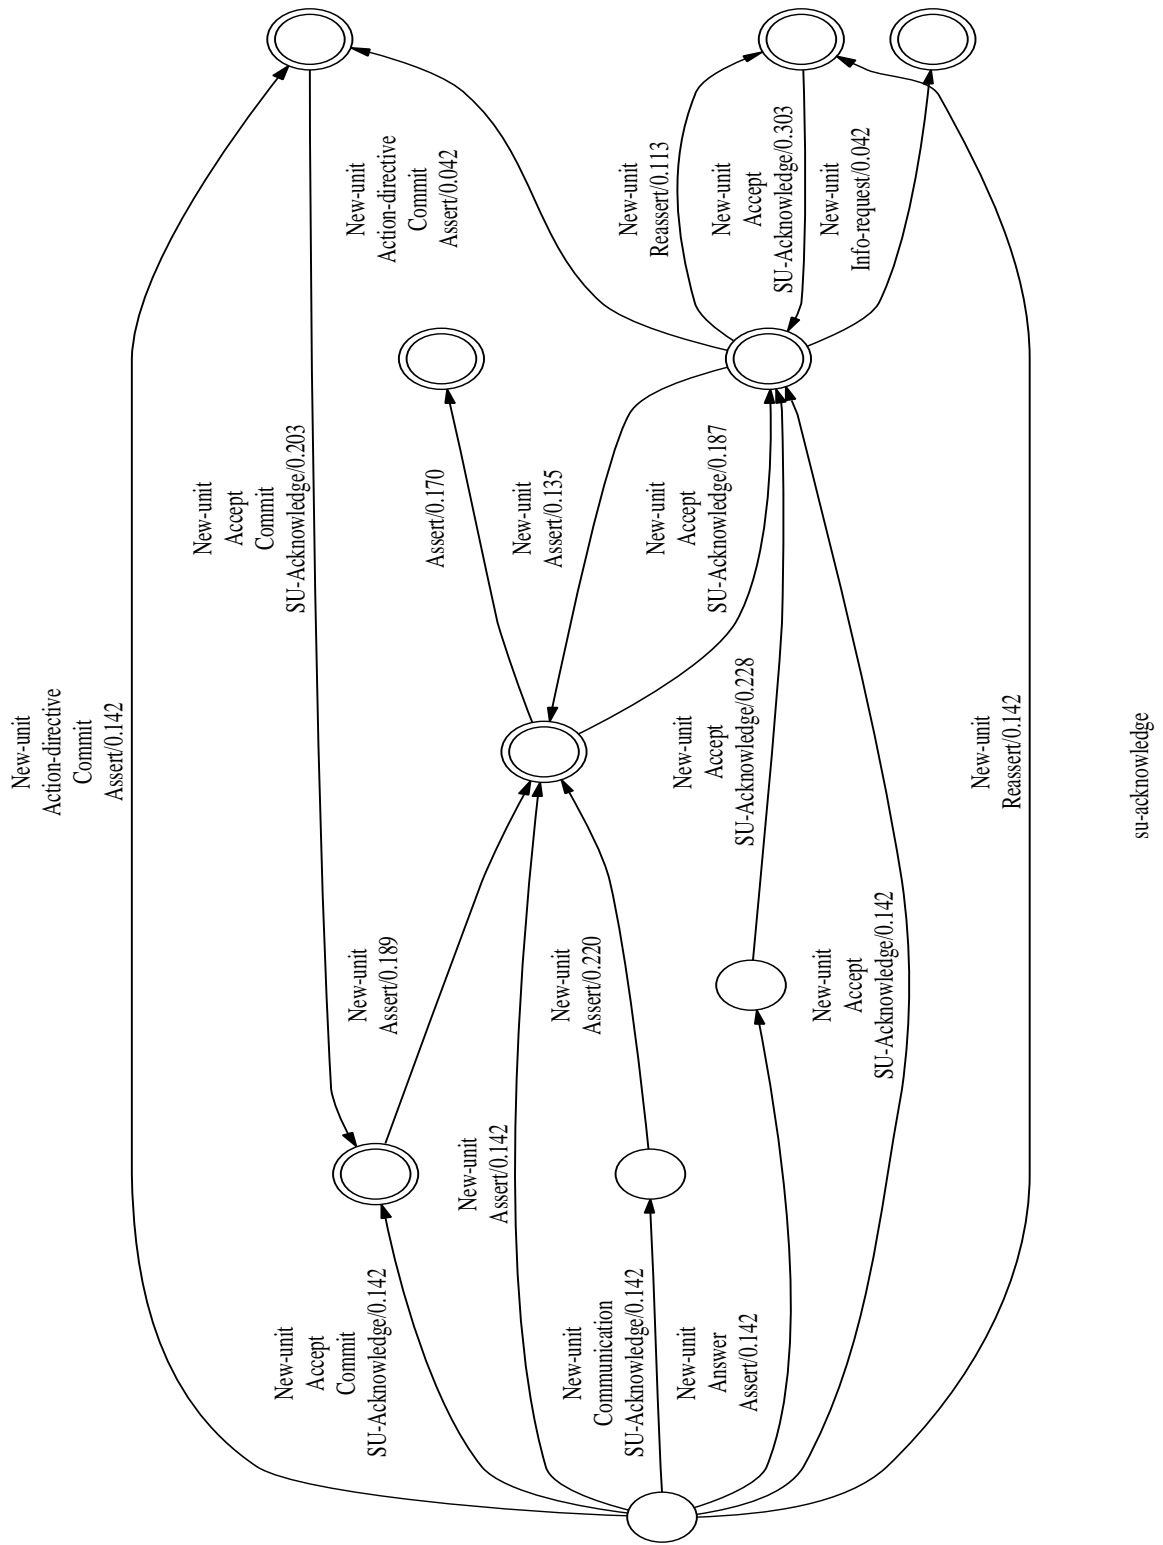 New-unit
Action-directive
Commit
Assert/0.142
New-unit
Accept
Commit
SU-Acknowledge/0.142
New-unit
Assert/0.142
New-unit
Communication
SU-Acknowledge/0.142
New-unit
Answer
Assert/0.142
New-unit
Accept
SU-Acknowledge/0.142
New-unit
Reassert/0.142
New-unit
Assert/0.189
New-unit
Assert/0.220
New-unit
Accept
SU-Acknowledge/0.228
New-unit
Accept
Commit
SU-Acknowledge/0.203
Assert/0.170
New-unit
Assert/0.135
New-unit
Accept
SU-Acknowledge/0.187
New-unit
Action-directive
Commit
Assert/0.042
New-unit
Reassert/0.113
New-unit
Accept
SU-Acknowledge/0.303
New-unit
Info-request/0.042
su-acknowledge